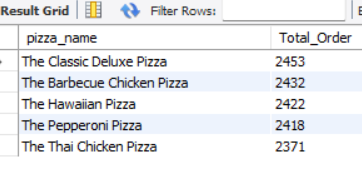 Result Grid Filter Rows:
pizza_name Total_Order
The Classic Deluxe Pizza 2453
The Barbecue Chicken Pizza 2432
The Hawaiian Pizza 2422
The Pepperoni Pizza 2418
The Thai Chicken Pizza 2371